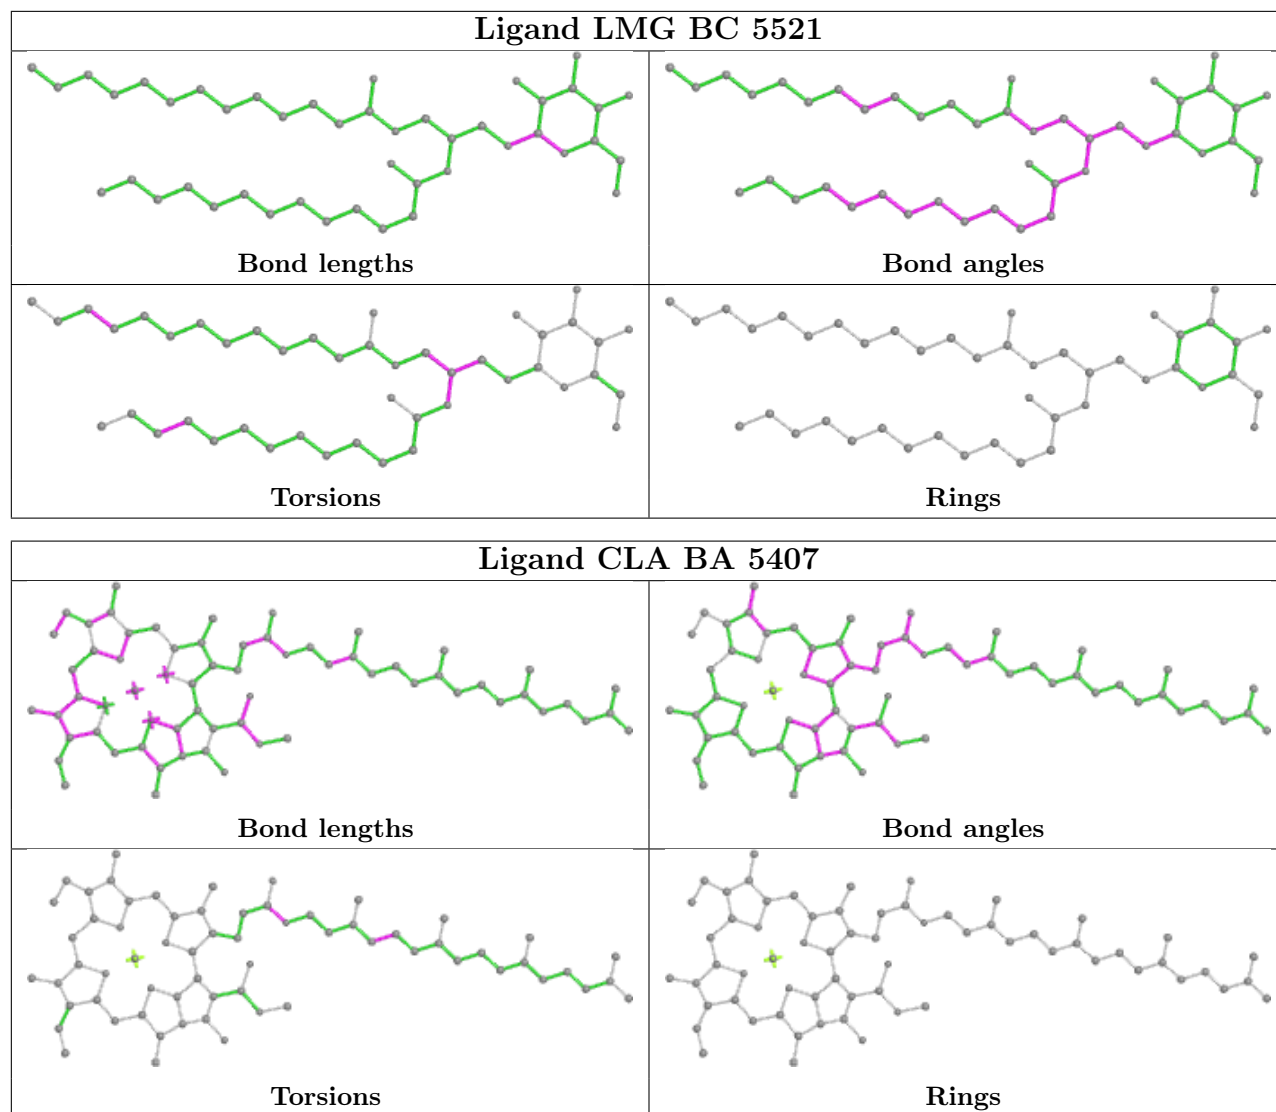 Ligand LMG BC 5521
Bond lengths
Bond angles
Torsions
Rings
Ligand CLA BA 5407
Bond lengths
Bond angles
Torsions
Rings